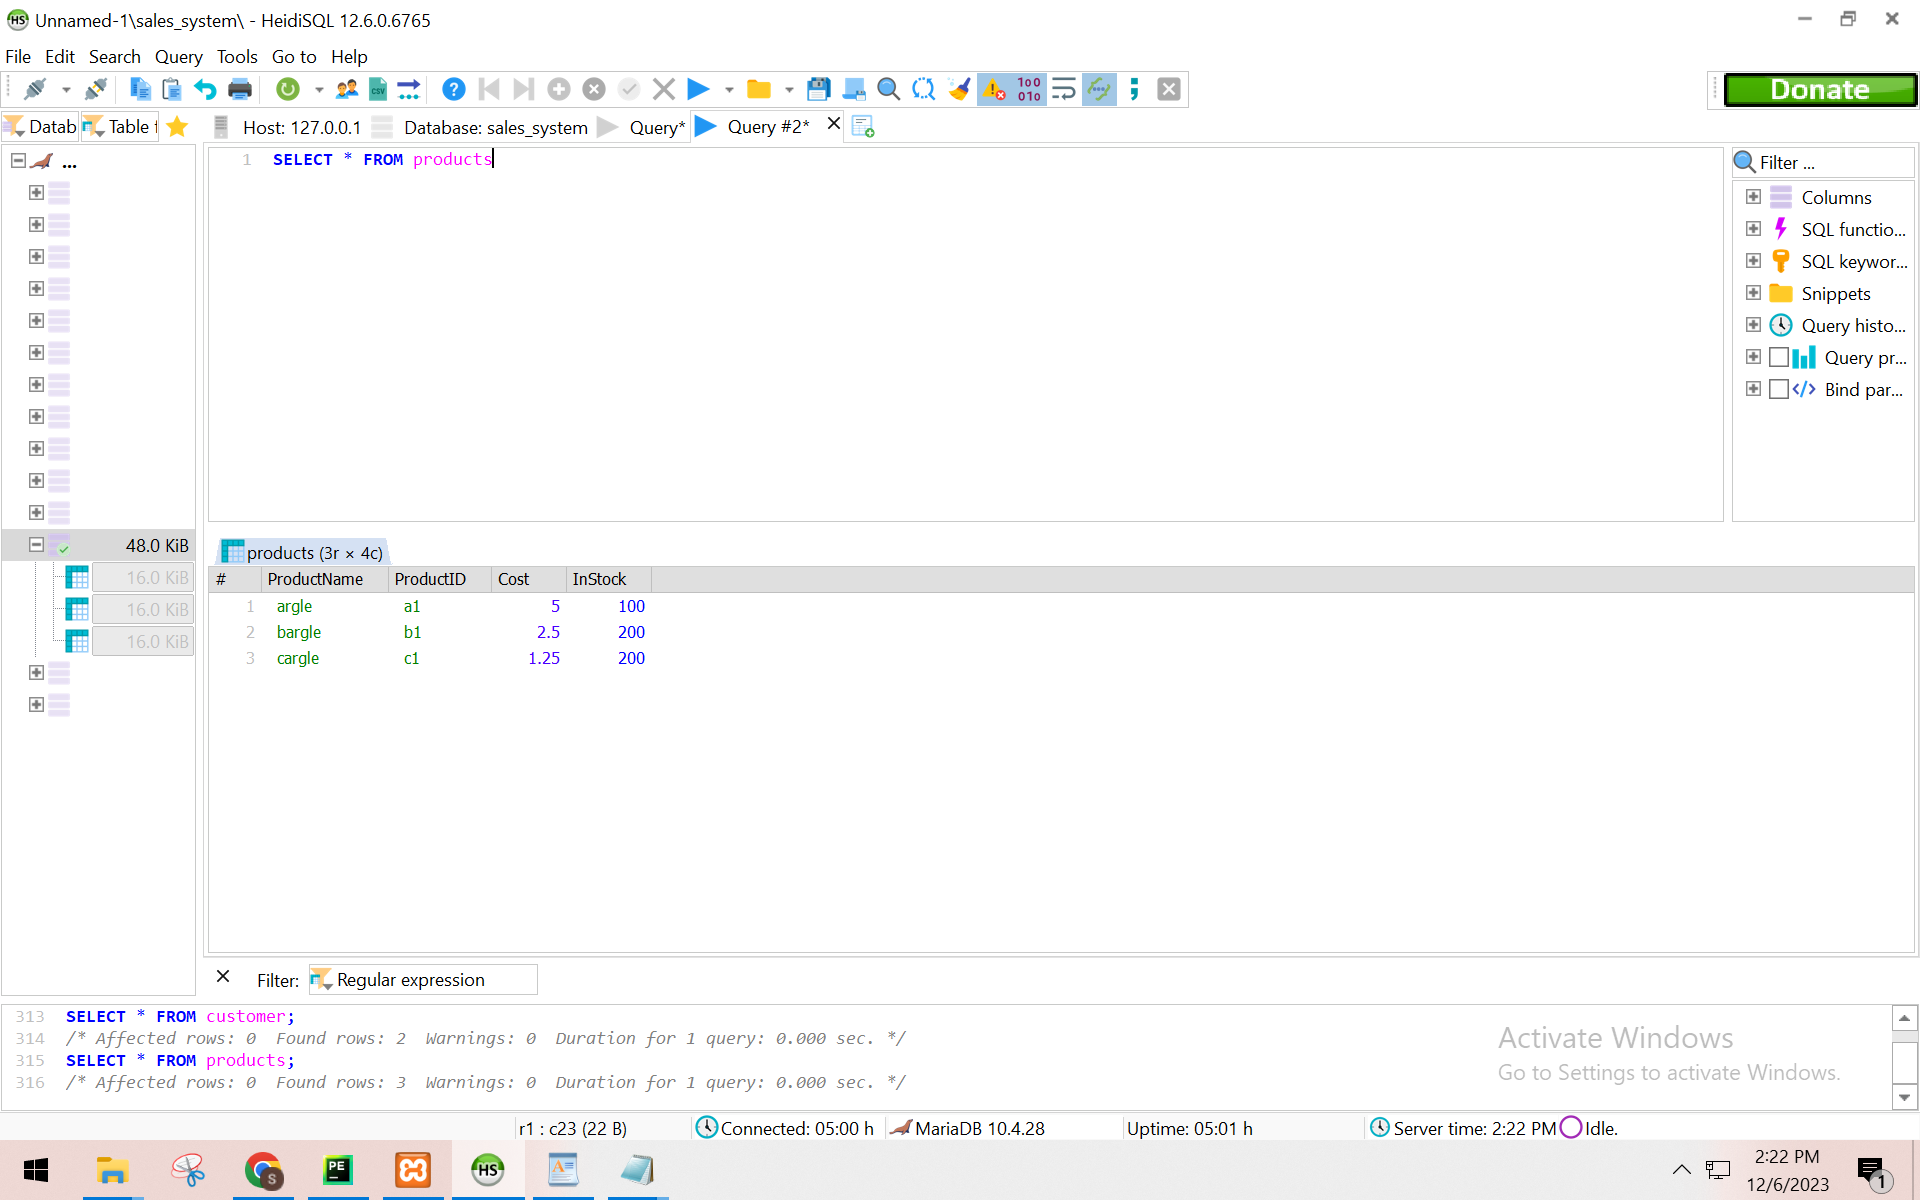 Unnamed-1\sales_system\ - HeidiSQL 12.6.0.6765
File Edit Search Query Tools Go to Help
Donate
Datab Table Host: 127.0.0.1 Database: sales_system Query* Query #2*
...
1 SELECT * FROM products
Filter ...
Columns
SQL functio...
SQL keywor...
Snippets
Query histo...
Query pr...
Bind par...
48.0 KiB
16.0 KiB
16.0 KiB
16.0 KiB
products (3r × 4c)
# ProductName ProductID Cost InStock
1 argle a1 5 100
2 bargle b1 2.5 200
3 cargle c1 1.25 200
Filter: Regular expression
313 SELECT * FROM customer;
314 /* Affected rows: 0 Found rows: 2 Warnings: 0 Duration for 1 query: 0.000 sec. */
315 SELECT * FROM products;
316 /* Affected rows: 0 Found rows: 3 Warnings: 0 Duration for 1 query: 0.000 sec. */
Activate Windows
Go to Settings to activate Windows.
r1 : c23 (22 B) Connected: 05:00 h MariaDB 10.4.28 Uptime: 05:01 h Server time: 2:22 PM Idle.
2:22 PM
12/6/2023
1